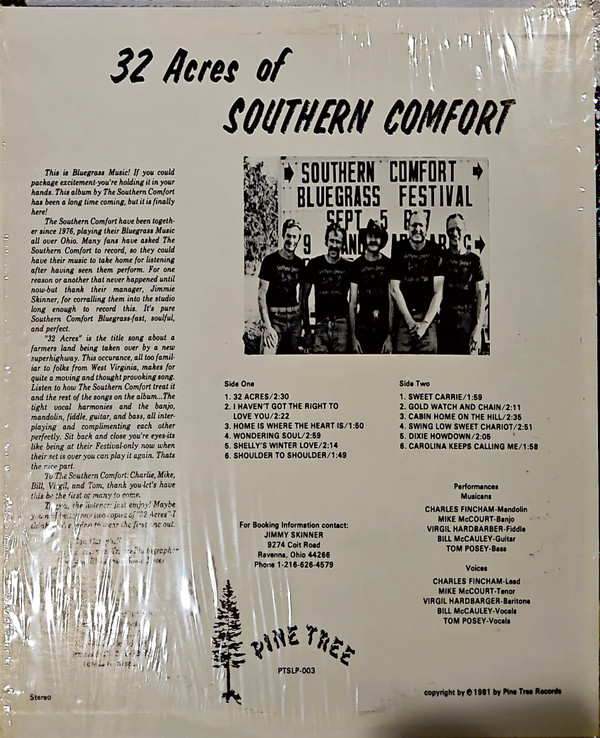 32 Acres of
SOUTHERN COMFORT
SOUTHERN COMFORT
BLUEGRASS FESTIVAL
SEPT 5 6 7
This is Bluegrass Music! If you could
package excitement-you're holding it in your
hands. This album by The Southern Comfort
has been a long time coming, but it is finally
here!
The Southern Comfort have been togeth-
er since 1976, playing their Bluegrass Music
all over Ohio. Many fans have asked The
Southern Comfort to record, so they could
have their music to take home for listening
after having seen them perform. For one
reason or another that never happened until
now-but thank their manager, Jimmie
Skinner, for corralling them into the studio
long enough to record this. It's pure
Southern Comfort Bluegrass-fast, soulful,
and perfect.
"32 Acres" is the title song about a
farmers land being taken over by a new
superhighway. This occurance, all too famil-
iar to folks from West Virginia, makes for
quite a moving and thought provoking song.
Listen to how The Southern Comfort treat it
and the rest of the songs on the album...The
tight vocal harmonies and the banjo,
mandolin, fiddle, guitar, and bass, all inter-
playing and complimenting each other
perfectly. Sit back and close you're eyes-its
like being at their Festival-only now when
their set is over you can play it again. Thats
the nice part.
To The Southern Comfort: Charlie, Mike,
Bill, Virgil, and Tom, thank you-let's have
this be the first of many to come.
the listener just enjoy! Maybe
Side One
1. 32 ACRES/2:30
2. I HAVEN'T GOT THE RIGHT TO
LOVE YOU/2:22
3. HOME IS WHERE THE HEART IS/1:50
4. WONDERING SOUL/2:59
5. SHELLY'S WINTER LOVE/2:14
6. SHOULDER TO SHOULDER/1:49
Side Two
1. SWEET CARRIE/1:59
2. GOLD WATCH AND CHAIN/2:11
3. CABIN HOME ON THE HILL/2:35
4. SWING LOW SWEET CHARIOT/2:51
5. DIXIE HOWDOWN/2:05
6. CAROLINA KEEPS CALLING ME/1:58
For Booking Information contact:
JIMMY SKINNER
9274 Coit Road
Ravenna, Ohio 44266
Phone 1-216-626-4579
Performances
Musicans
CHARLES FINCHAM-Mandolin
MIKE McCOURT-Banjo
VIRGIL HARDBARGER-Fiddle
BILL McCAULEY-Guitar
TOM POSEY-Bass
Voices
CHARLES FINCHAM-Lead
MIKE McCOURT-Tenor
VIRGIL HARDBARGER-Baritone
BILL McCAULEY-Vocals
TOM POSEY-Vocals
PINE TREE
PTSLP-003
Stereo
copyright by ℗ 1981 by Pine Tree Records